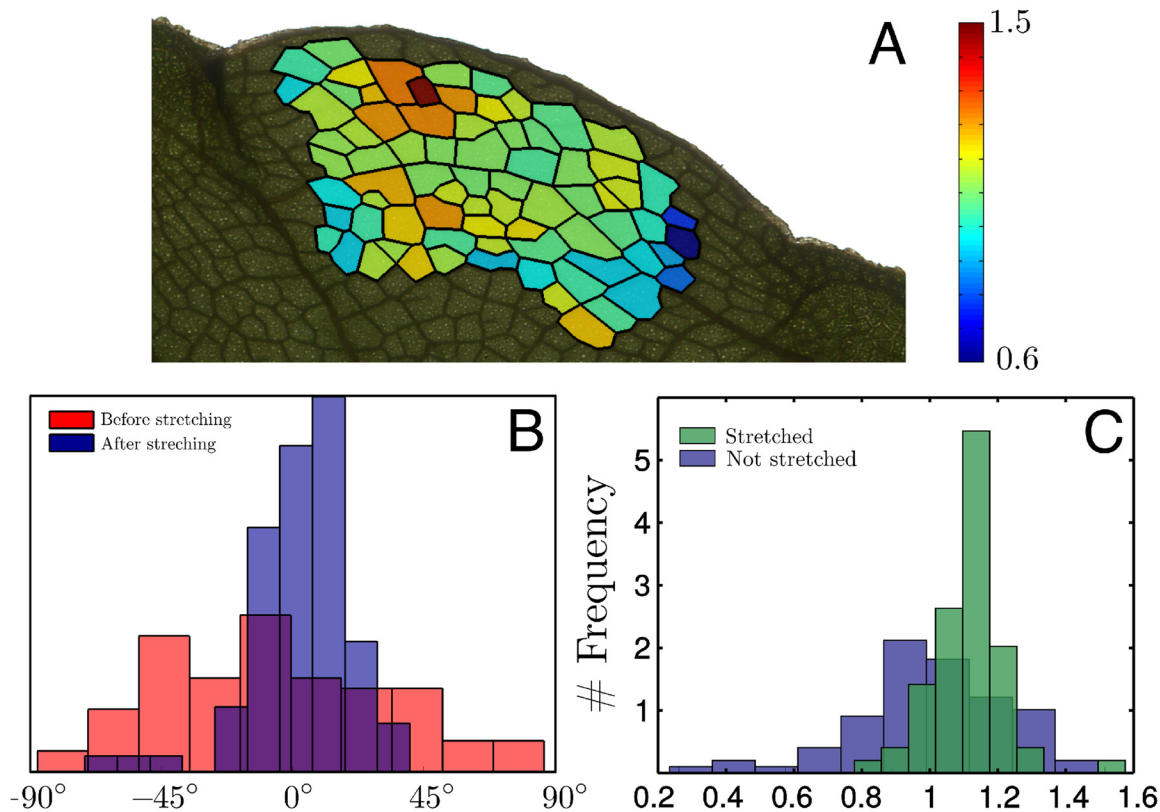 A
1.5
0.6
B
Before stretching
After streching
-90°
−45°
0°
45°
90°
C
Stretched
Not stretched
# Frequency
5
4
3
2
1
0.2
0.4
0.6
0.8
1
1.2
1.4
1.6